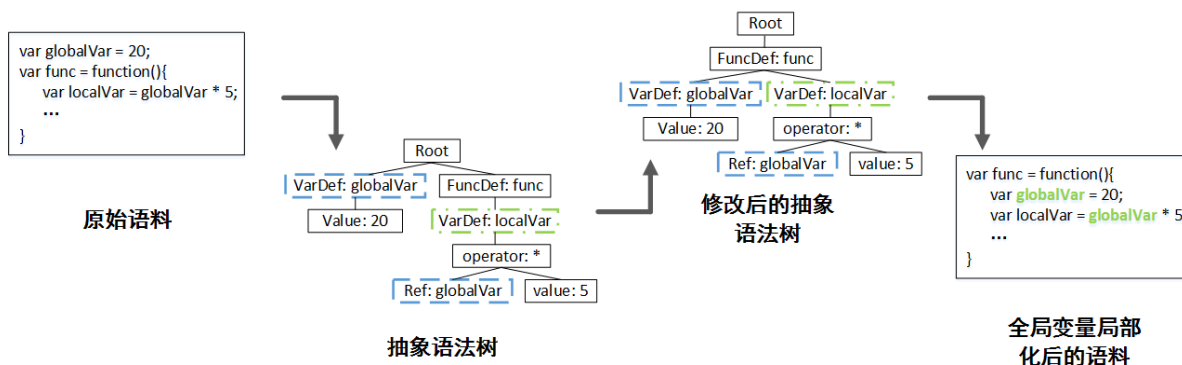 var globalVar = 20;
var func = function(){
var localVar = globalVar * 5;
...
}
原始语料
Root
VarDef: globalVar
FuncDef: func
Value: 20
VarDef: localVar
operator: *
Ref: globalVar
value: 5
抽象语法树
Root
FuncDef: func
VarDef: globalVar
VarDef: localVar
Value: 20
operator: *
Ref: globalVar
value: 5
修改后的抽象
语法树
var func = function(){
var globalVar = 20;
var localVar = globalVar * 5
...
}
全局变量局部
化后的语料